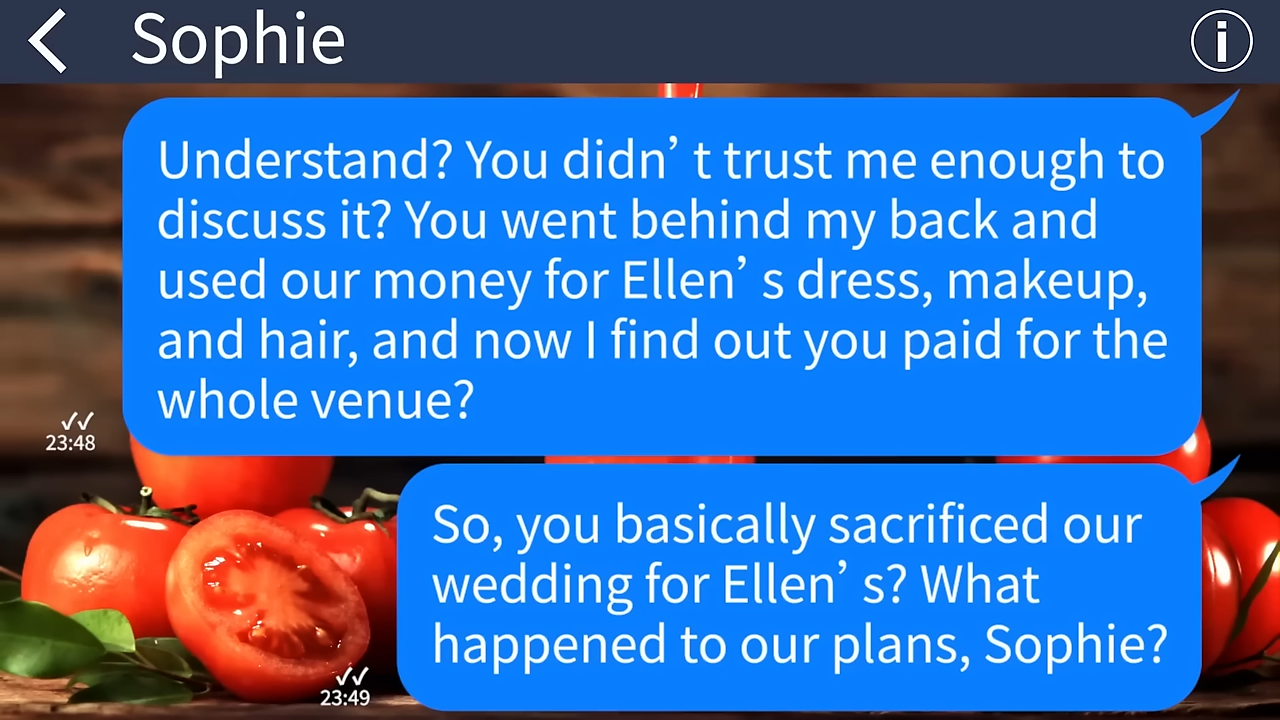 Sophie
Understand? You didn’t trust me enough to
discuss it? You went behind my back and
used our money for Ellen’s dress, makeup,
and hair, and now I find out you paid for the
whole venue?
23:48
So, you basically sacrificed our
wedding for Ellen’s? What
happened to our plans, Sophie?
23:49